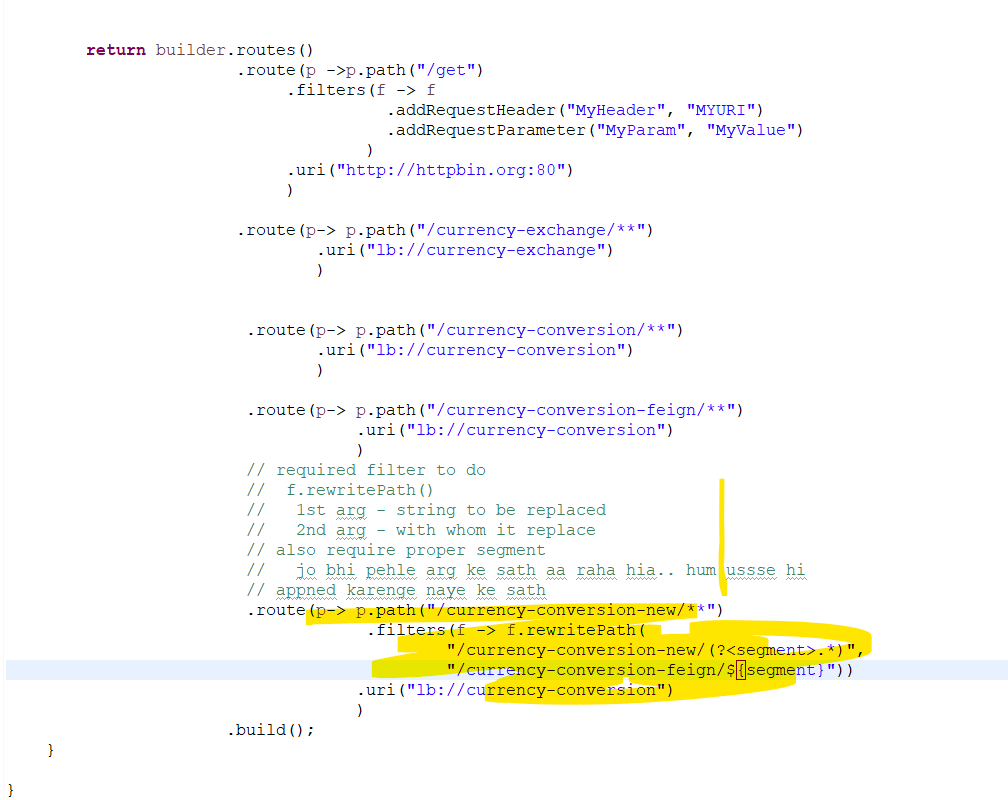 return builder.routes()
.route(p ->p.path("/get")
.filters(f -> f
.addRequestHeader("MyHeader", "MYURI")
.addRequestParameter("MyParam", "MyValue")
)
.uri("http://httpbin.org:80")
)
.route(p-> p.path("/currency-exchange/**")
.uri("lb://currency-exchange")
)
.route(p-> p.path("/currency-conversion/**")
.uri("lb://currency-conversion")
)
.route(p-> p.path("/currency-conversion-feign/**")
.uri("lb://currency-conversion")
)
// required filter to do
// f.rewritePath()
// 1st arg - string to be replaced
// 2nd arg - with whom it replace
// also require proper segment
// jo bhi pehle arg ke sath aa raha hia.. hum ussse hi
// appned karenge naye ke sath
.route(p-> p.path("/currency-conversion-new/**")
.filters(f -> f.rewritePath(
"/currency-conversion-new/(?<segment>.*)",
"/currency-conversion-feign/${segment}"))
.uri("lb://currency-conversion")
)
.build();
}
}